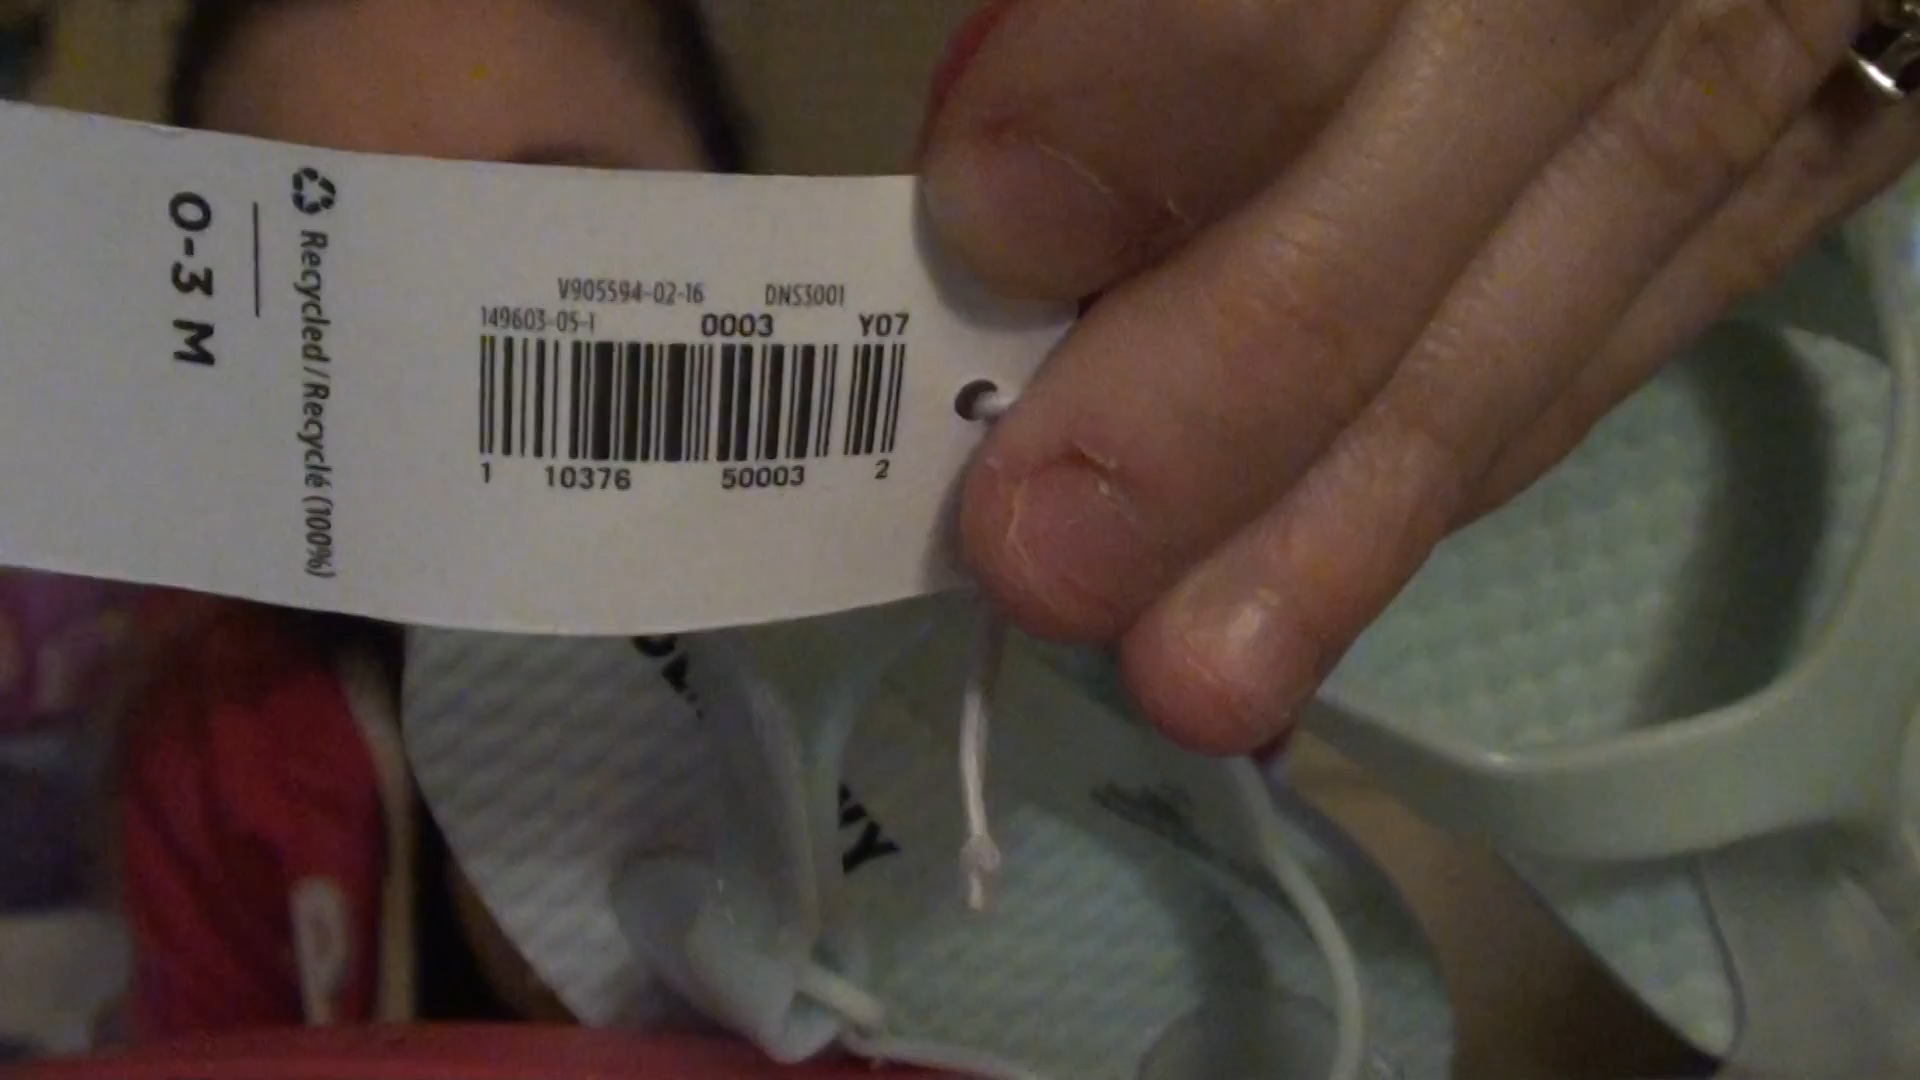 0-3 M
Recycled / Recyclé (100%)
V905594-02-16 DNS3001
149603-05-1 0003 Y07
1 10376 50003 2